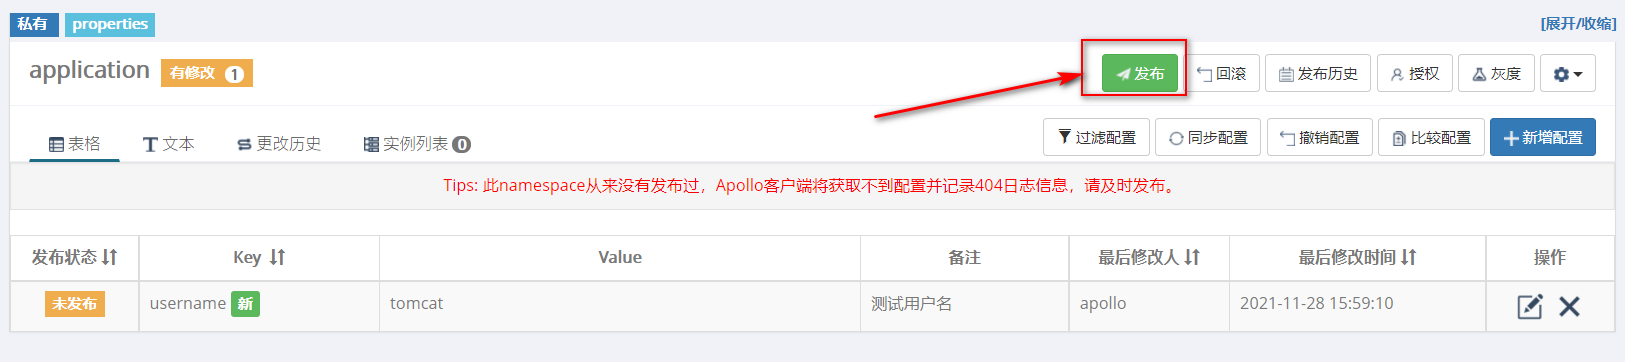 私有 properties [展开/收缩]
application 有修改 1 发布 回滚 发布历史 授权 灰度
表格 文本 更改历史 实例列表 0 过滤配置 同步配置 撤销配置 比较配置 新增配置
Tips: 此namespace从来没有发布过，Apollo客户端将获取不到配置并记录404日志信息，请及时发布。
发布状态 Key Value 备注 最后修改人 最后修改时间 操作
未发布 username 新 tomcat 测试用户名 apollo 2021-11-28 15:59:10